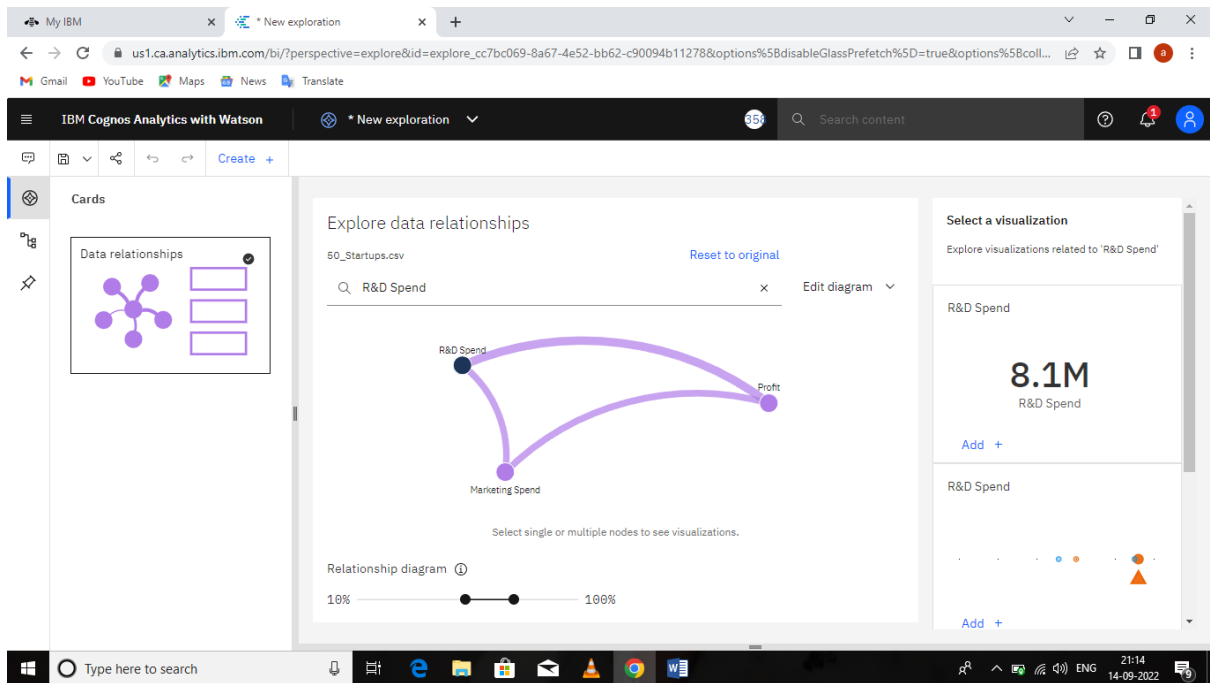 My IBM
* New exploration
us1.ca.analytics.ibm.com/bi/?perspective=explore&id=explore_cc7bc069-8a67-4e52-bb62-c90094b11278&options%5BdisableGlassPrefetch%5D=true&options%5Bcoll...
a
Gmail
YouTube
Maps
News
Translate
IBM Cognos Analytics with Watson
* New exploration
358
Search content
1
Create +
Cards
Data relationships
Explore data relationships
50_Startups.csv
Reset to original
R&D Spend
Edit diagram
R&D Spend
Profit
Marketing Spend
Select single or multiple nodes to see visualizations.
Relationship diagram
10%
100%
Select a visualization
Explore visualizations related to 'R&D Spend'
R&D Spend
8.1M
R&D Spend
Add +
R&D Spend
Add +
Type here to search
ENG
21:14
14-09-2022
9